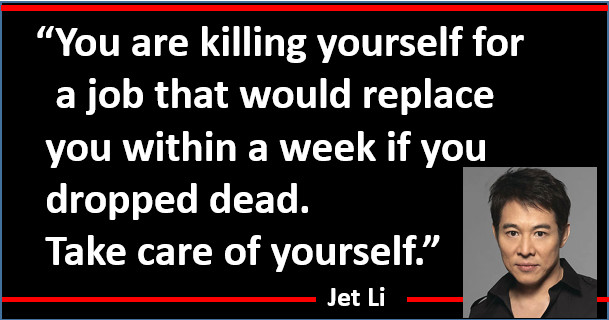 “You are killing yourself for
a job that would replace
you within a week if you
dropped dead.
Take care of yourself.”
Jet Li